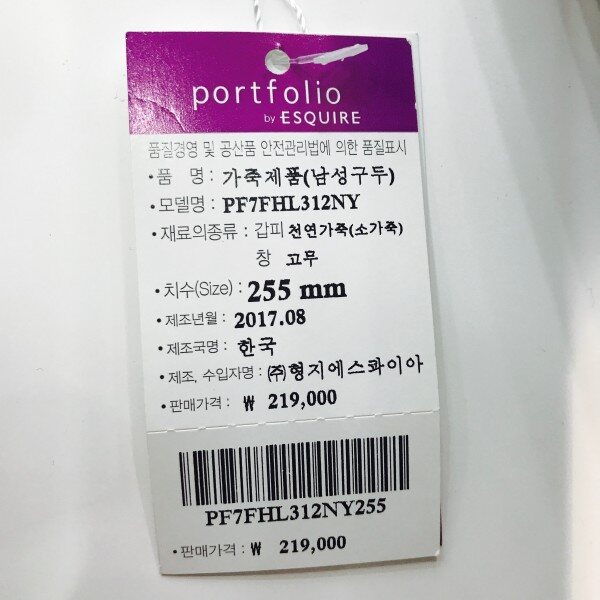 portfolio
by ESQUIRE
품질경영 및 공산품 안전관리법에 의한 품질표시
• 품 명 : 가죽제품(남성구두)
• 모델명 : PF7FHL312NY
• 재료의종류 : 갑피 천연가죽(소가죽)
창 고무
• 치수(Size) : 255 mm
• 제조년월 : 2017.08
• 제조국명 : 한국
• 제조, 수입자명 : ㈜형지에스콰이아
• 판매가격 : ₩ 219,000
PF7FHL312NY255
• 판매가격 : ₩ 219,000